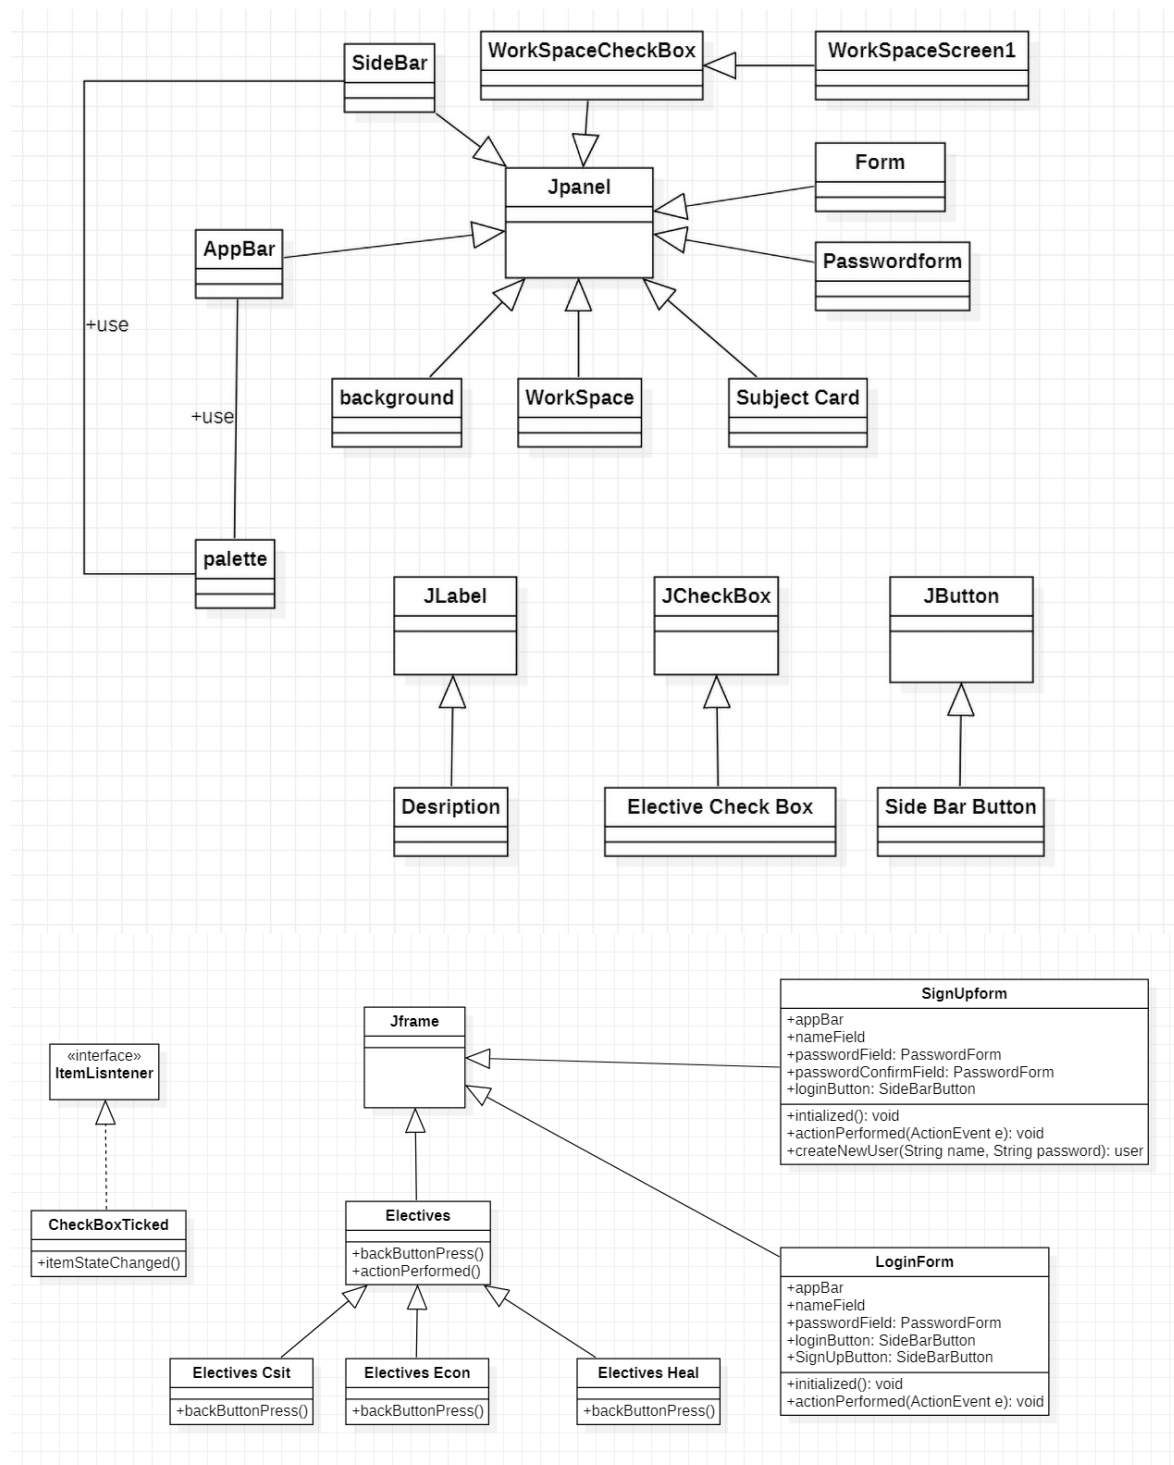 SideBar
WorkSpaceCheckBox
WorkSpaceScreen1
Jpanel
Form
AppBar
Passwordform
+use
+use
background
WorkSpace
Subject Card
palette
JLabel
JCheckBox
JButton
Desription
Elective Check Box
Side Bar Button
«interface»
ItemLisntener
CheckBoxTicked
+itemStateChanged()
Jframe
Electives
+backButtonPress()
+actionPerformed()
Electives Csit
+backButtonPress()
Electives Econ
+backButtonPress()
Electives Heal
+backButtonPress()
SignUpform
+appBar
+nameField
+passwordField: PasswordForm
+passwordConfirmField: PasswordForm
+loginButton: SideBarButton
+intialized(): void
+actionPerformed(ActionEvent e): void
+createNewUser(String name, String password): user
LoginForm
+appBar
+nameField
+passwordField: PasswordForm
+loginButton: SideBarButton
+SignUpButton: SideBarButton
+initialized(): void
+actionPerformed(ActionEvent e): void